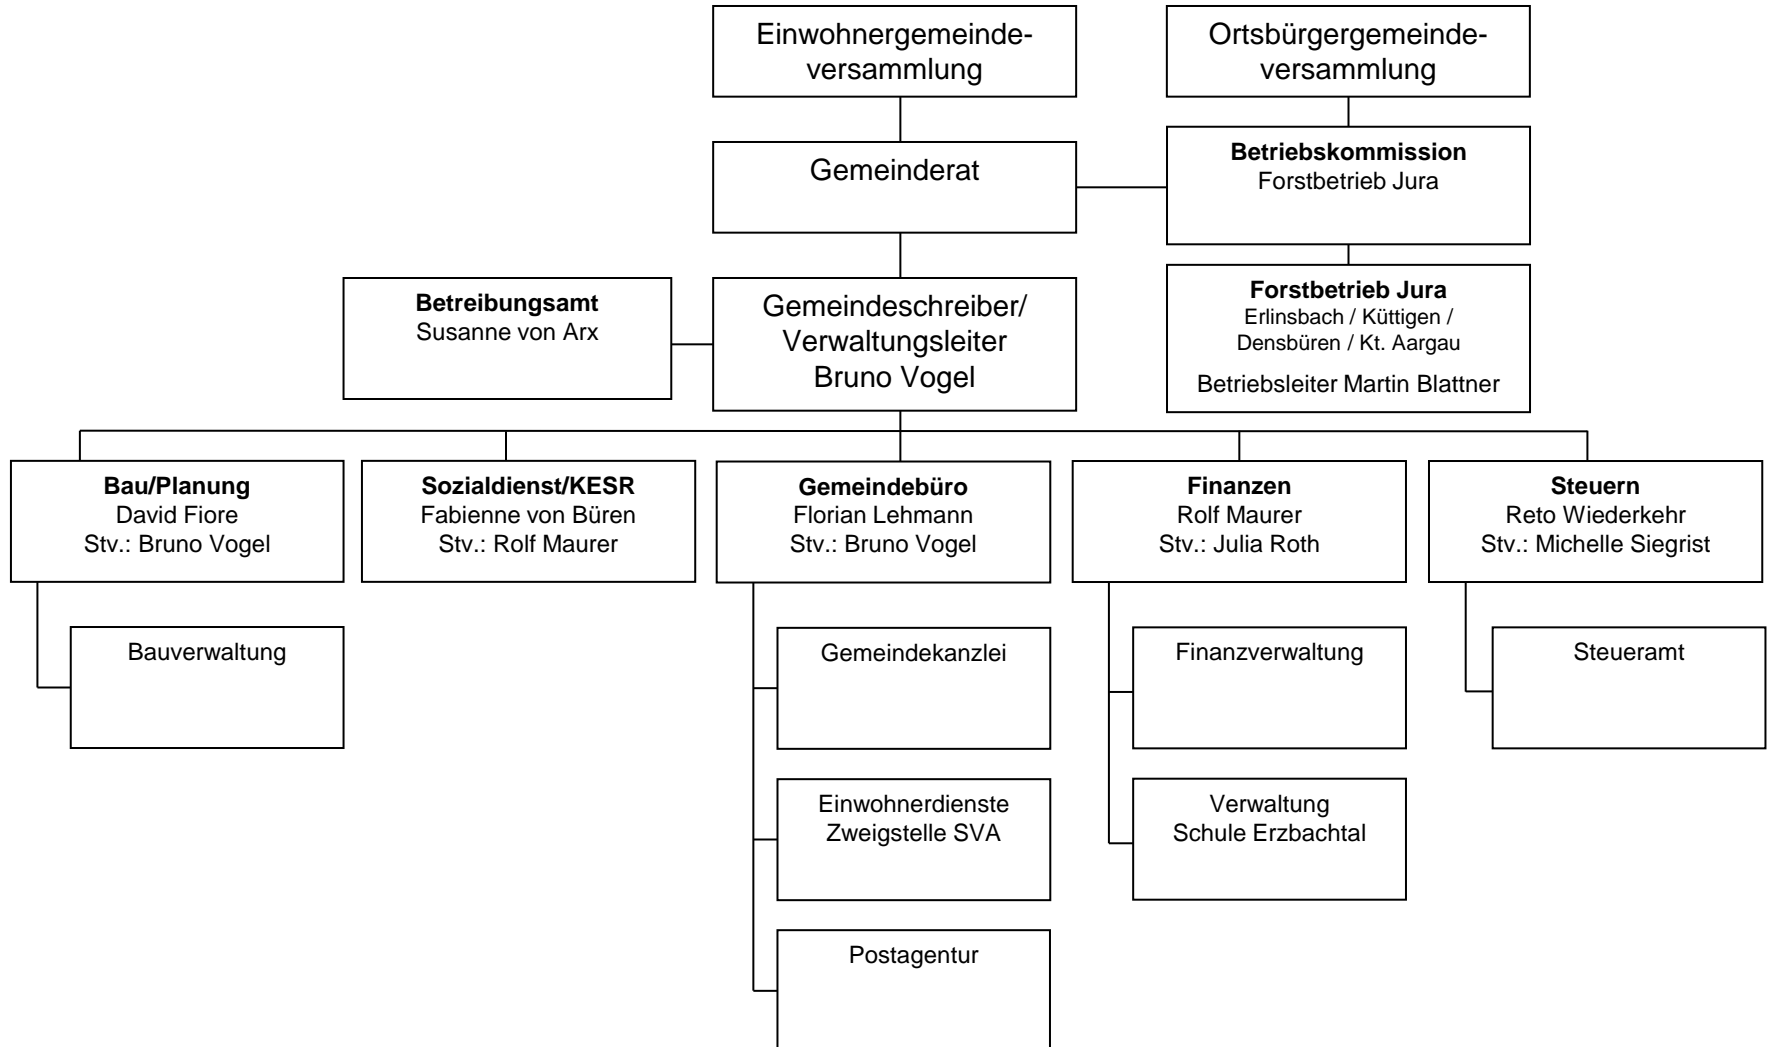 Einwohnergemeinde-
versammlung
Ortsbürgergemeinde-
versammlung
Gemeinderat
Betriebskommission
Forstbetrieb Jura
Betreibungsamt
Susanne von Arx
Gemeindeschreiber/
Verwaltungsleiter
Bruno Vogel
Forstbetrieb Jura
Erlinsbach / Küttigen /
Densbüren / Kt. Aargau
Betriebsleiter Martin Blattner
Bau/Planung
David Fiore
Stv.: Bruno Vogel
Sozialdienst/KESR
Fabienne von Büren
Stv.: Rolf Maurer
Gemeindebüro
Florian Lehmann
Stv.: Bruno Vogel
Finanzen
Rolf Maurer
Stv.: Julia Roth
Steuern
Reto Wiederkehr
Stv.: Michelle Siegrist
Bauverwaltung
Gemeindekanzlei
Finanzverwaltung
Steueramt
Einwohnerdienste
Zweigstelle SVA
Verwaltung
Schule Erzbachtal
Postagentur